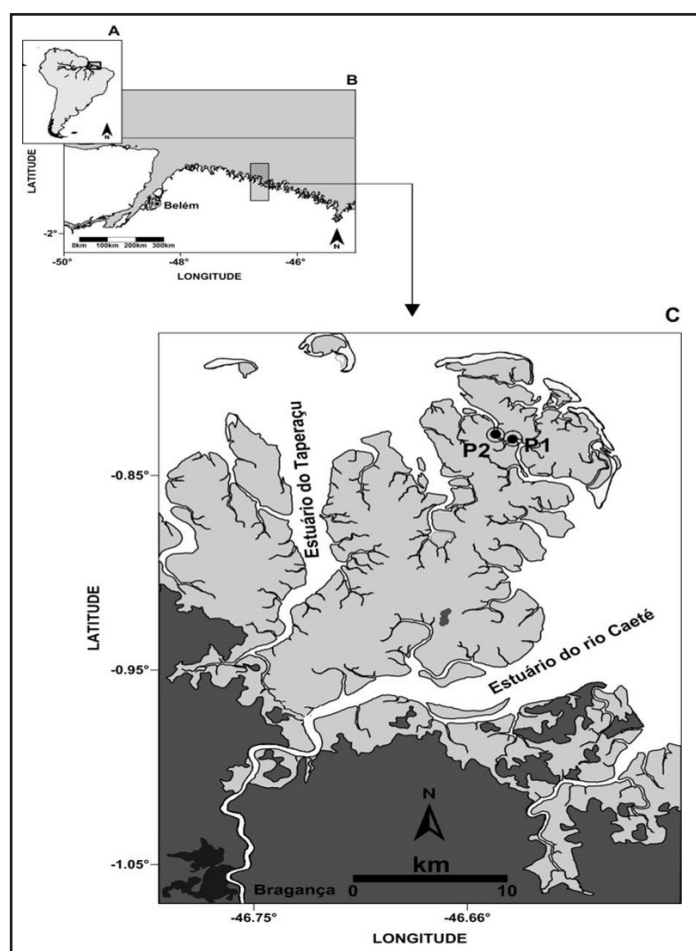 A
N
B
LATITUDE
Belém
-2°
0km 100km 200km 300km
N
-50 -48 -46
LONGITUDE
C
P2 P1
-0.85°
Estuário do Taperaçu
LATITUDE
Estuário do rio Caeté
-0.95°
N
km
-1.05°
Bragança
0 10
-46.75° -46.66°
LONGITUDE